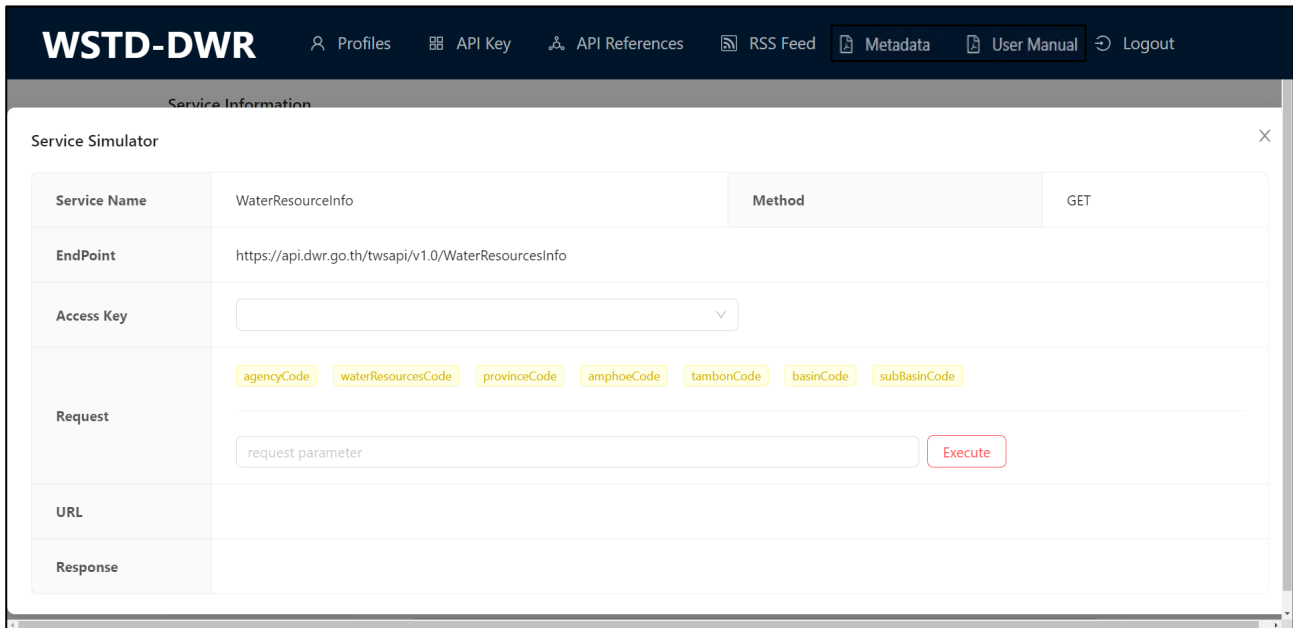 WSTD-DWR Profiles API Key API References RSS Feed Metadata User Manual Logout
Service Information
Service Simulator
Service Name WaterResourceInfo Method GET
EndPoint https://api.dwr.go.th/twsapi/v1.0/WaterResourcesInfo
Access Key
agencyCode waterResourcesCode provinceCode amphoeCode tambonCode basinCode subBasinCode
Request
request parameter Execute
URL
Response